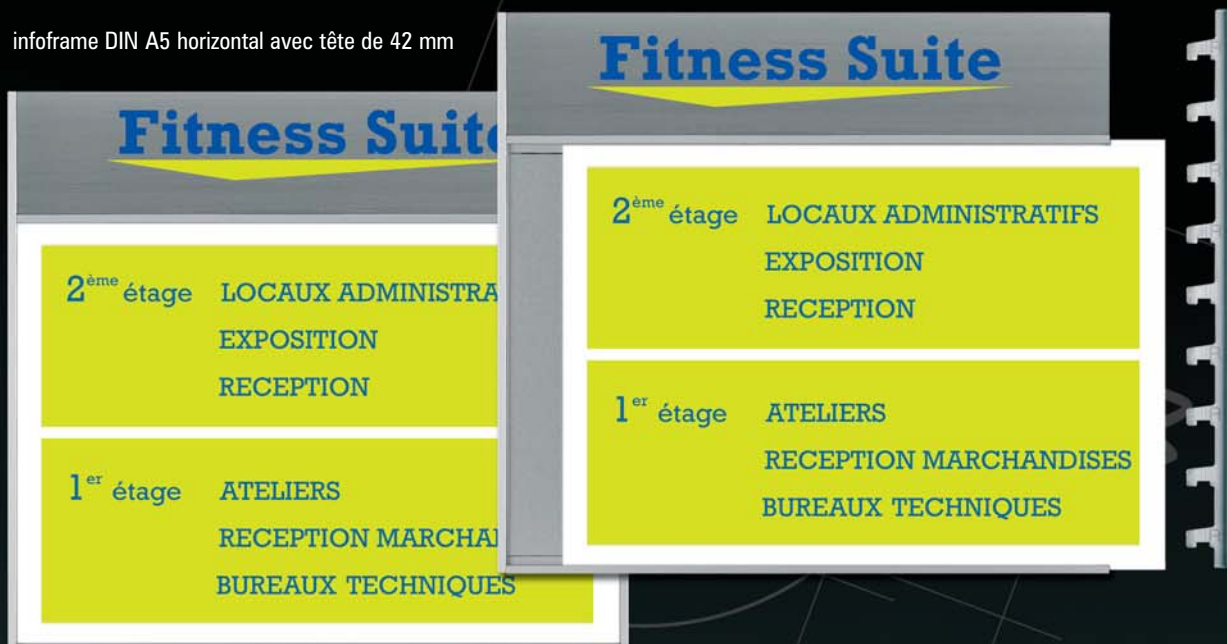 infoframe DIN A5 horizontal avec tête de 42 mm
Fitness Suite
2ème étage LOCAUX ADMINISTRA
EXPOSITION
RECEPTION
1er étage ATELIERS
RECEPTION MARCHA
BUREAUX TECHNIQUES
Fitness Suite
2ème étage LOCAUX ADMINISTRATIFS
EXPOSITION
RECEPTION
1er étage ATELIERS
RECEPTION MARCHANDISES
BUREAUX TECHNIQUES